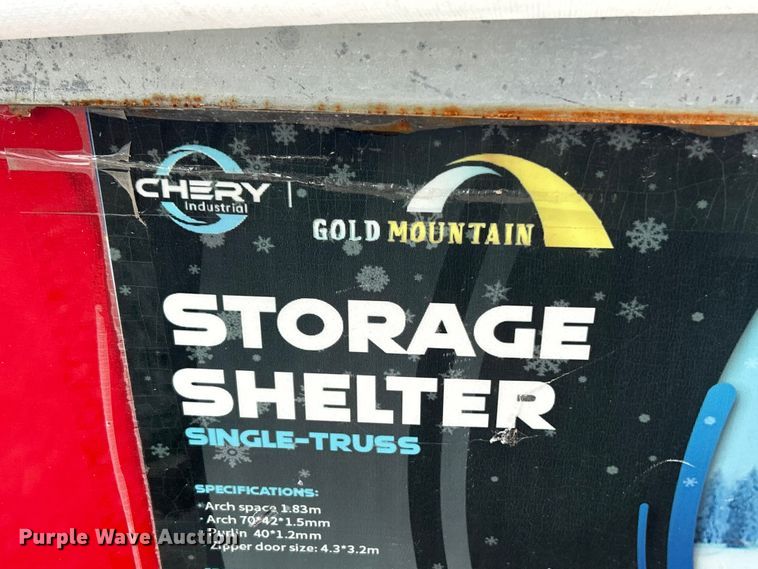 CHERY
Industrial
GOLD MOUNTAIN
STORAGE
SHELTER
SINGLE-TRUSS
SPECIFICATIONS:
· Arch space 1.83m
· Arch 70*42*1.5mm
· Purlin 40*1.2mm
· Zipper door size: 4.3*3.2m
Purple Wave Auction